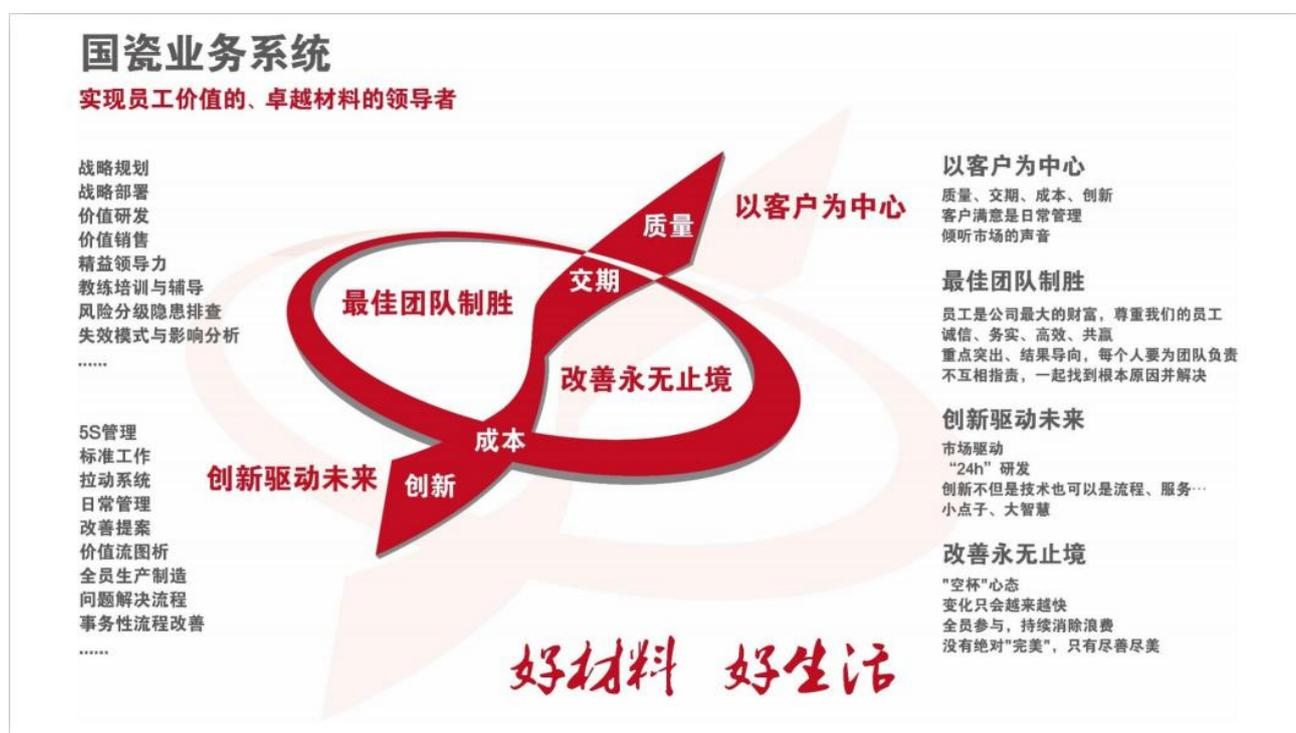 国瓷业务系统
实现员工价值的、卓越材料的领导者
战略规划
战略部署
价值研发
价值销售
精益领导力
教练培训与辅导
风险分级隐患排查
失效模式与影响分析
......
5S管理
标准工作
拉动系统
日常管理
改善提案
价值流图析
全员生产制造
问题解决流程
事务性流程改善
......
质量
以客户为中心
交期
最佳团队制胜
改善永无止境
成本
创新驱动未来
创新
好材料 好生活
以客户为中心
质量、交期、成本、创新
客户满意是日常管理
倾听市场的声音
最佳团队制胜
员工是公司最大的财富，尊重我们的员工
诚信、务实、高效、共赢
重点突出、结果导向，每个人要为团队负责
不互相指责，一起找到根本原因并解决
创新驱动未来
市场驱动
“24h”研发
创新不但是技术也可以是流程、服务…
小点子、大智慧
改善永无止境
"空杯"心态
变化只会越来越快
全员参与，持续消除浪费
没有绝对"完美"，只有尽善尽美